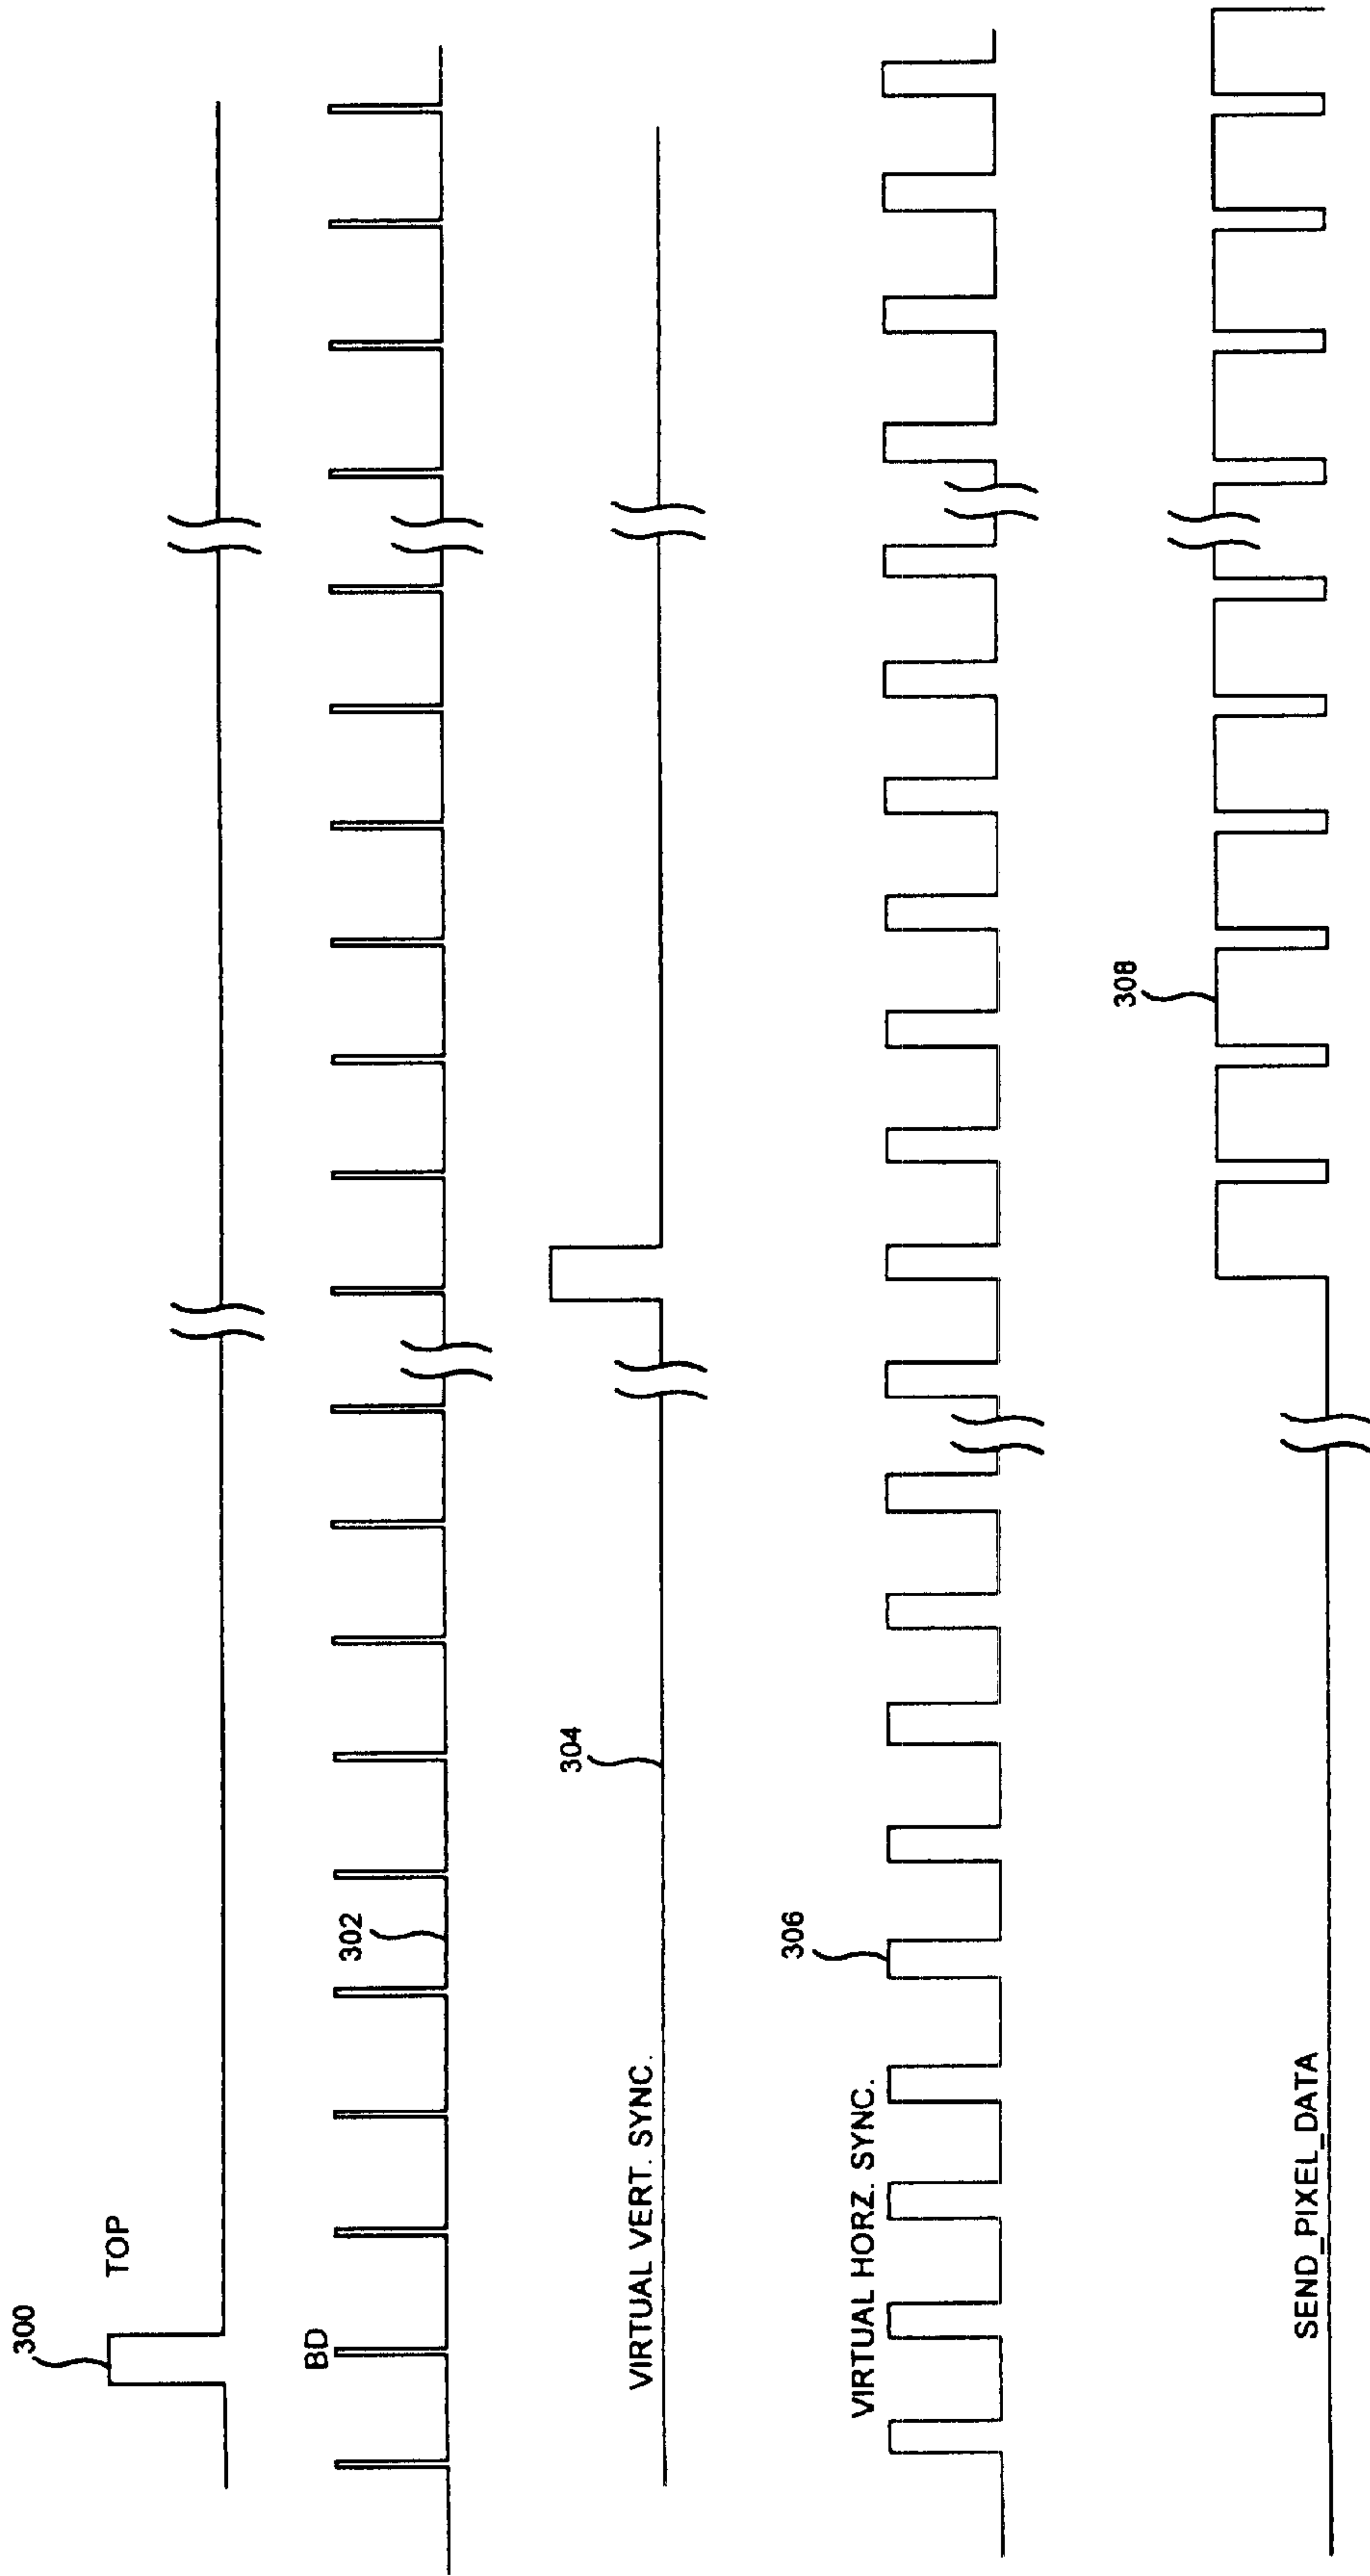 300
TOP
BD
302
VIRTUAL VERT. SYNC.
304
VIRTUAL HORZ. SYNC.
306
SEND_PIXEL_DATA
308